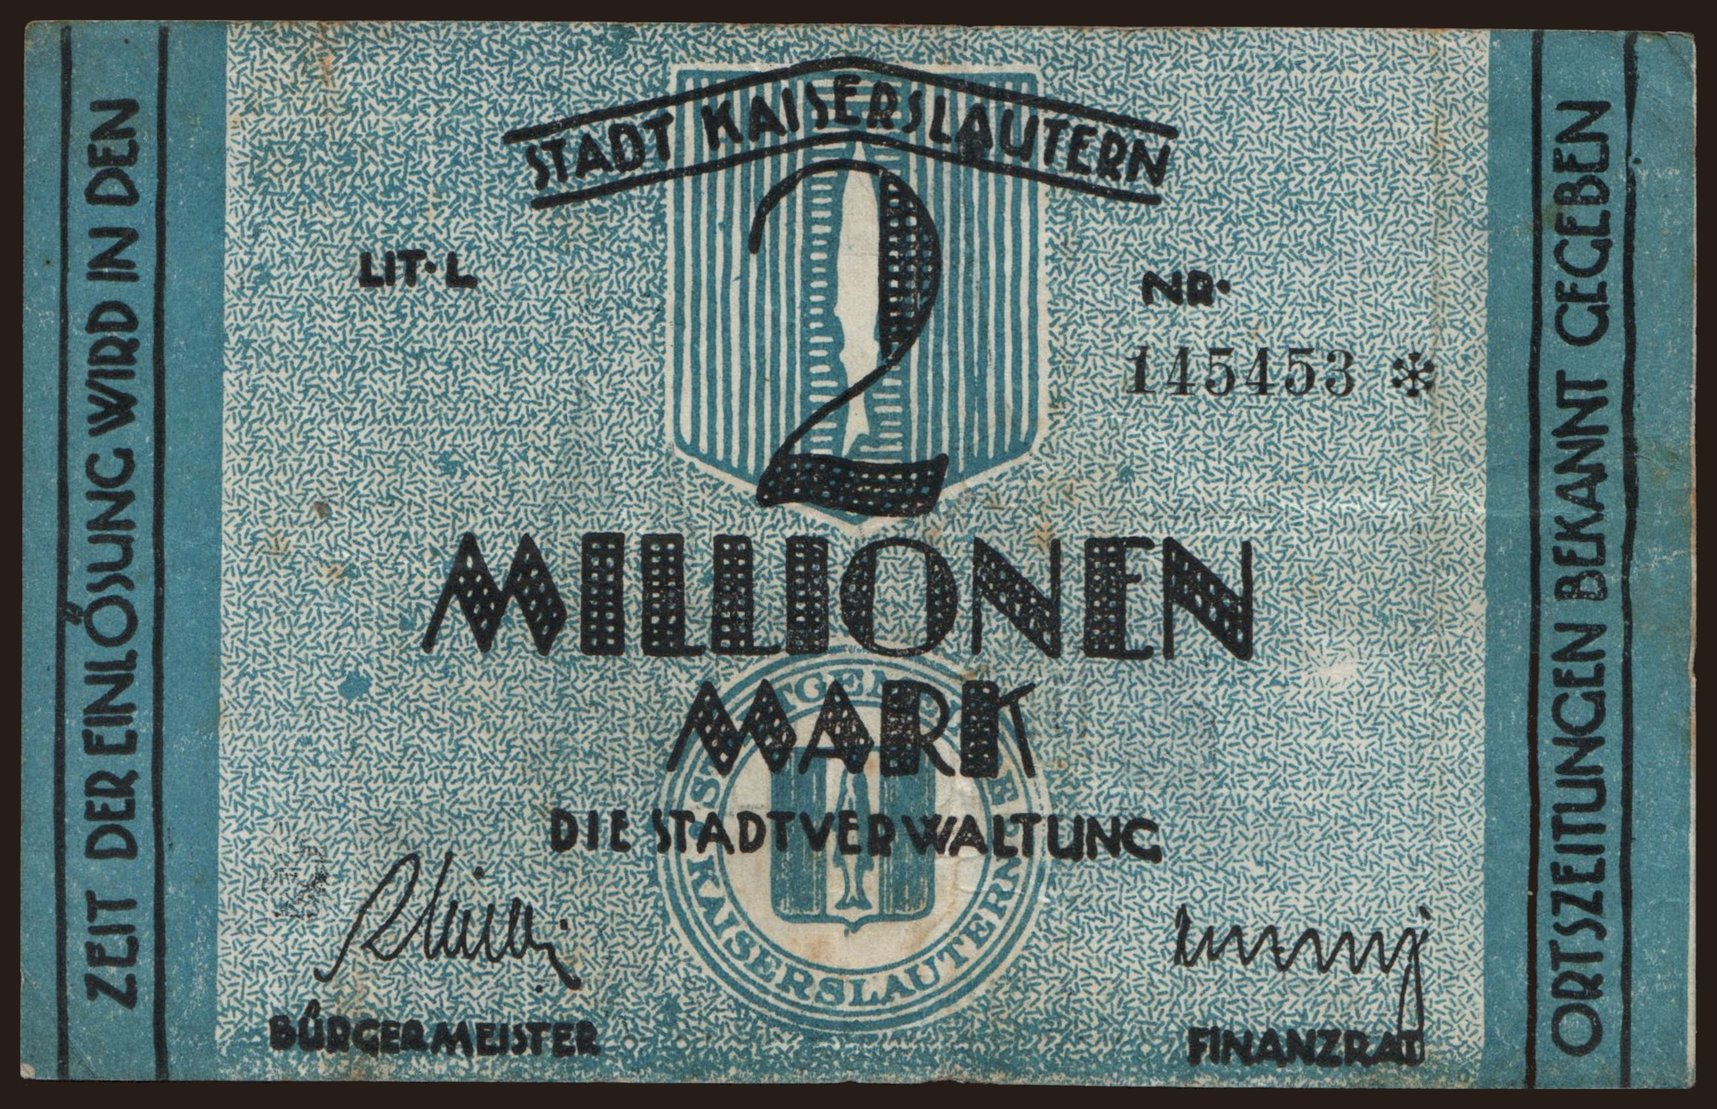 STADT KAISERSLAUTERN
LIT·L
2
NR·
145453 *
MILLIONEN
MARK
DIE STADTVERWALTUNG
BÜRGERMEISTER
FINANZRAT
ZEIT DER EINLÖSUNG WIRD IN DEN
ORTSZEITUNGEN BEKANNT GEGEBEN
KAISERSLAUTERN